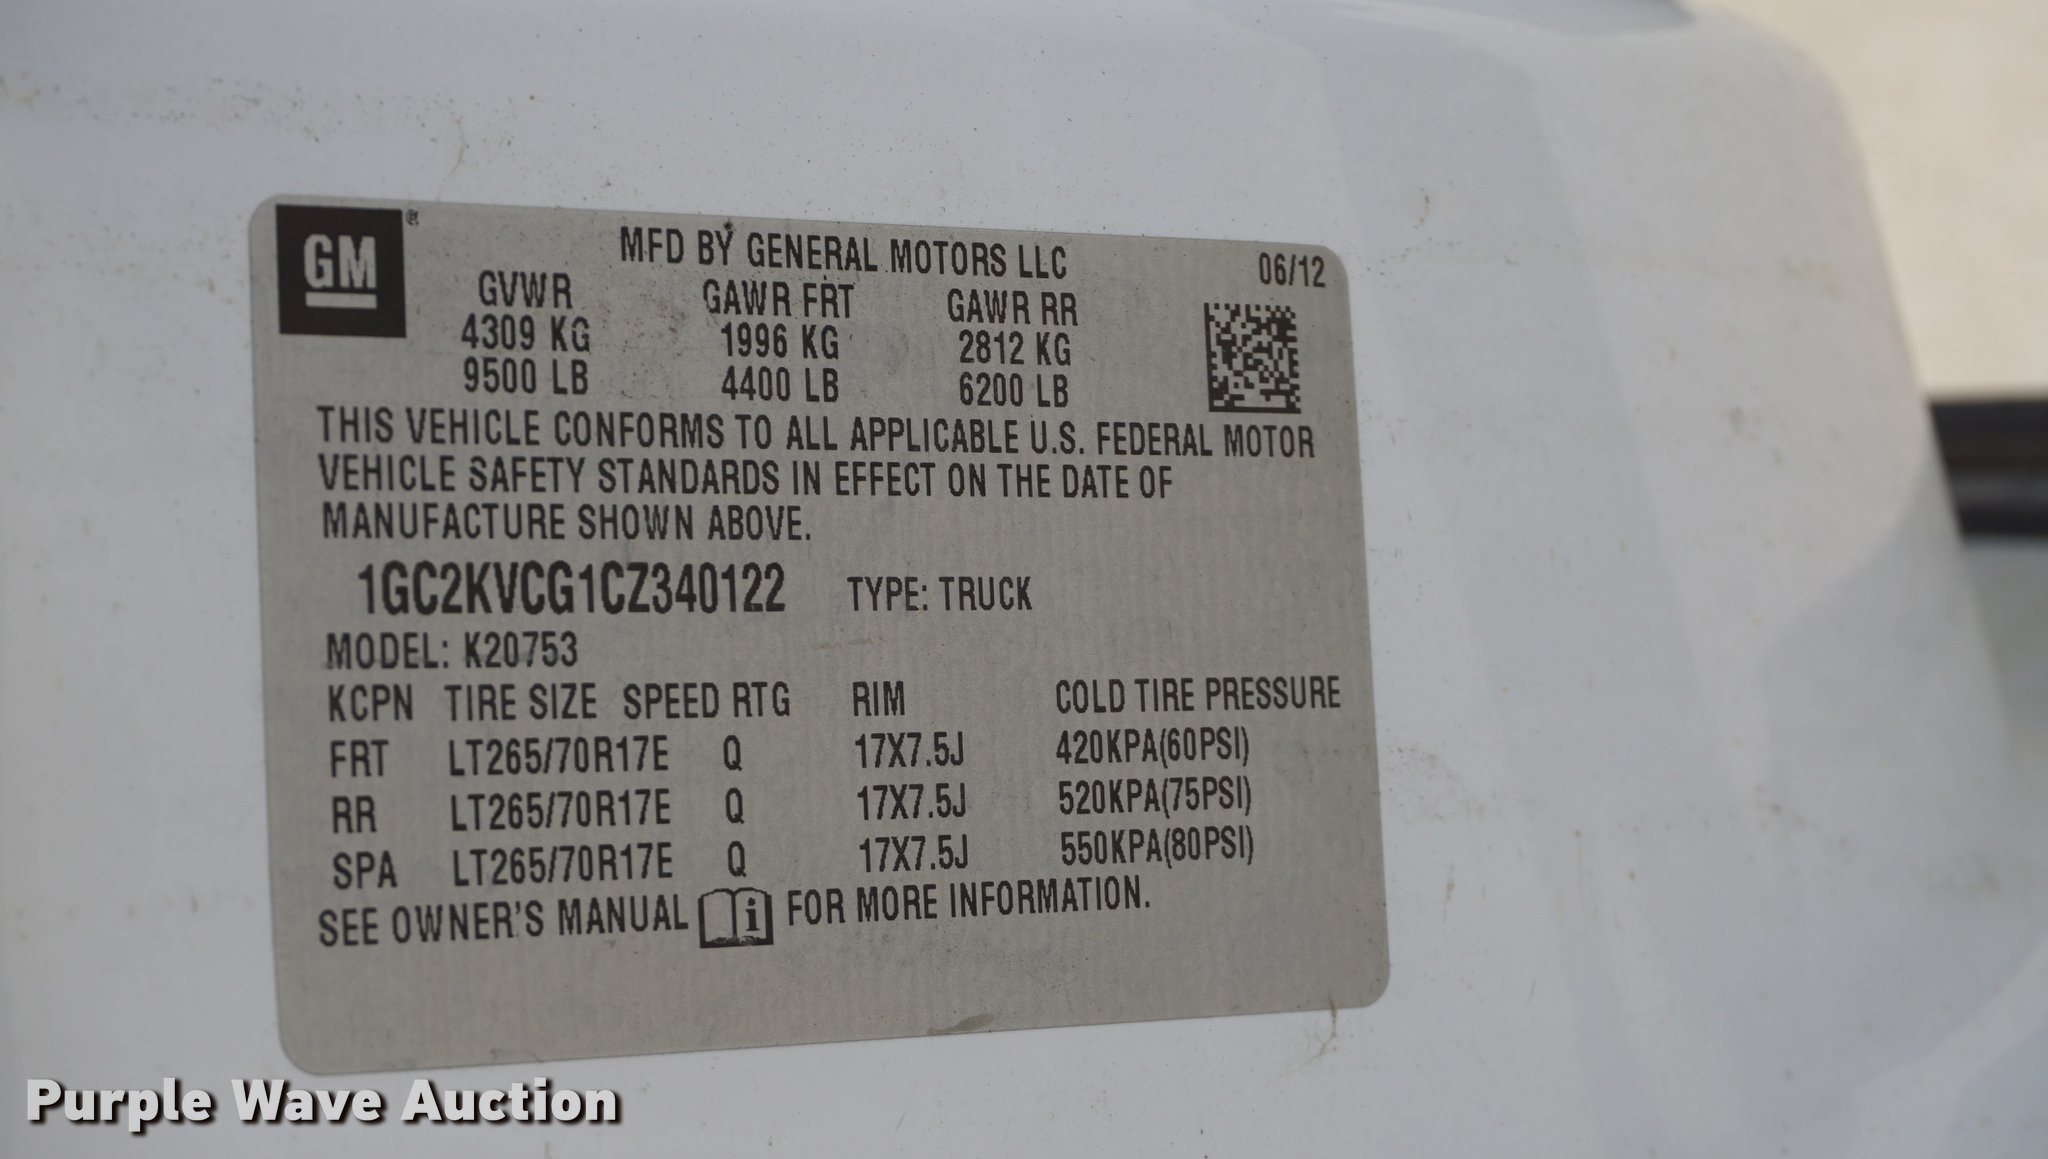 GM ®
MFD BY GENERAL MOTORS LLC
06/12
GVWR GAWR FRT GAWR RR
4309 KG 1996 KG 2812 KG
9500 LB 4400 LB 6200 LB
THIS VEHICLE CONFORMS TO ALL APPLICABLE U.S. FEDERAL MOTOR
VEHICLE SAFETY STANDARDS IN EFFECT ON THE DATE OF
MANUFACTURE SHOWN ABOVE.
1GC2KVCG1CZ340122 TYPE: TRUCK
MODEL: K20753
KCPN TIRE SIZE SPEED RTG RIM COLD TIRE PRESSURE
FRT LT265/70R17E Q 17X7.5J 420KPA(60PSI)
RR LT265/70R17E Q 17X7.5J 520KPA(75PSI)
SPA LT265/70R17E Q 17X7.5J 550KPA(80PSI)
SEE OWNER'S MANUAL i FOR MORE INFORMATION.
Purple Wave Auction